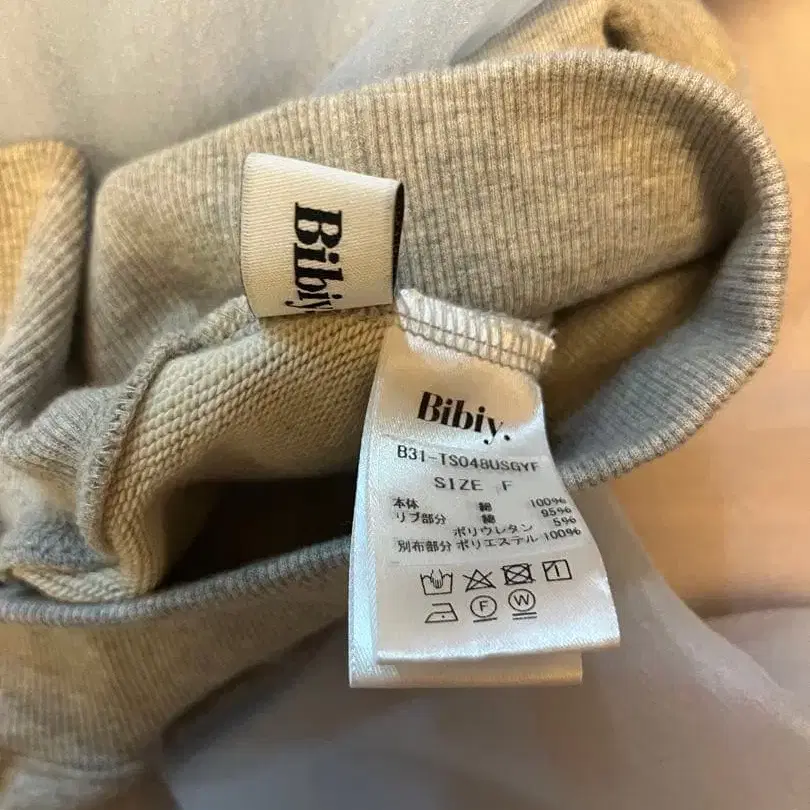 Bibiy.
Bibiy.
B31-TS048USGYF
SIZE F
本体 綿 100%
リブ部分 綿 95%
ポリウレタン 5%
別布部分 ポリエステル 100%
F W